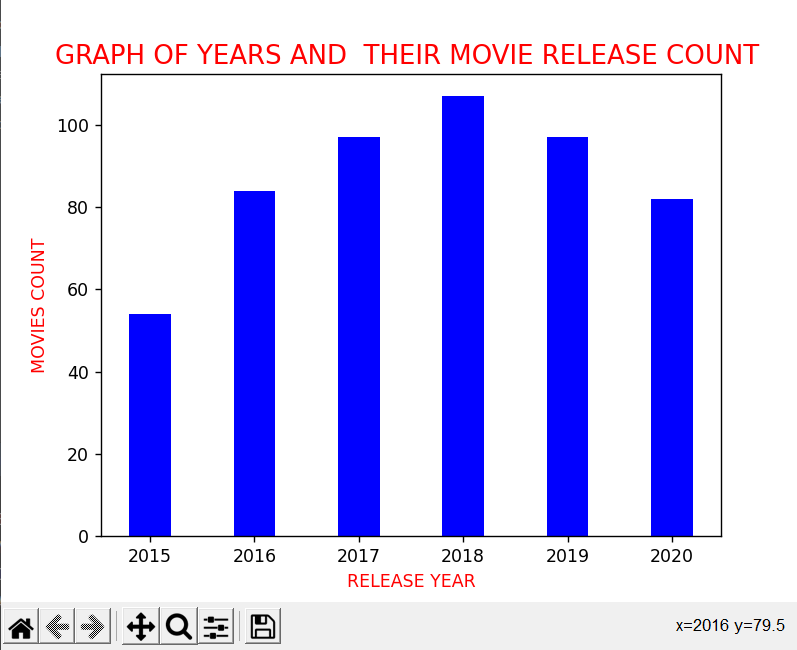 GRAPH OF YEARS AND  THEIR MOVIE RELEASE COUNT
MOVIES COUNT
100
80
60
40
20
0
2015 2016 2017 2018 2019 2020
RELEASE YEAR
x=2016 y=79.5